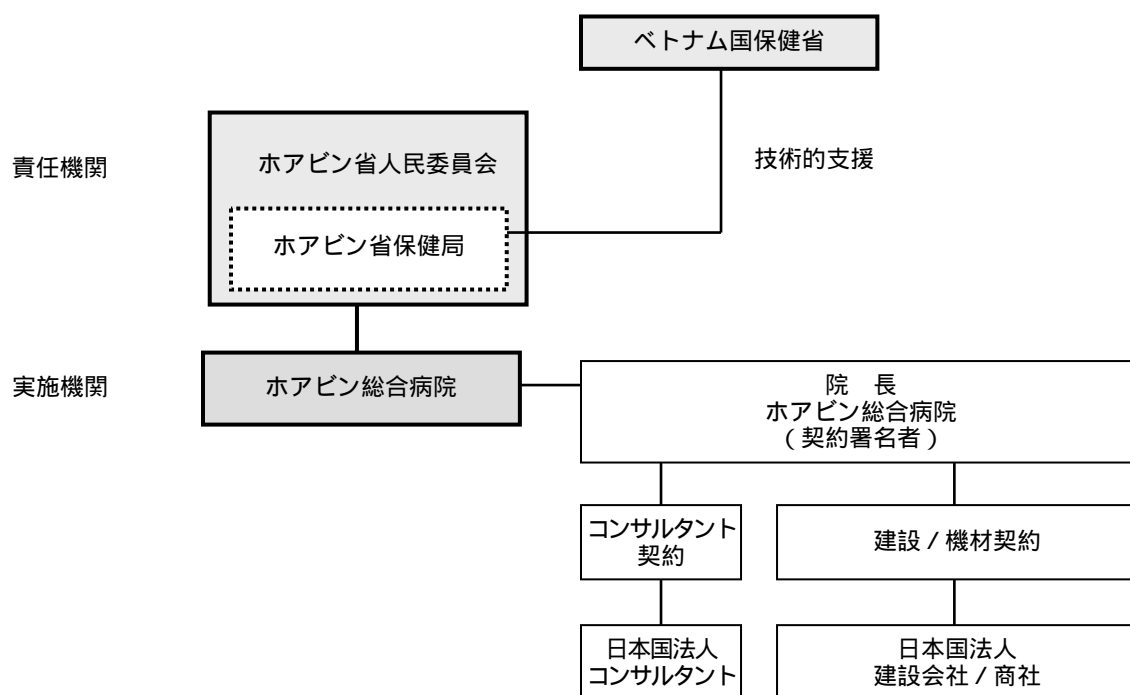 ベトナム国保健省
責任機関
ホアビン省人民委員会
技術的支援
ホアビン省保健局
実施機関
ホアビン総合病院
院 長
ホアビン総合病院
(契約署名者)
コンサルタント
契約
建設 / 機材契約
日本国法人
コンサルタント
日本国法人
建設会社 / 商社